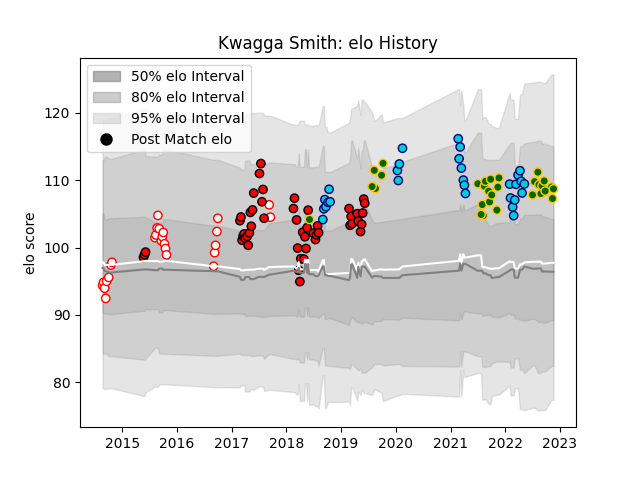 Kwagga Smith: elo History
50% elo Interval
80% elo Interval
95% elo Interval
Post Match elo
elo score
120
110
100
90
80
2015 2016 2017 2018 2019 2020 2021 2022 2023